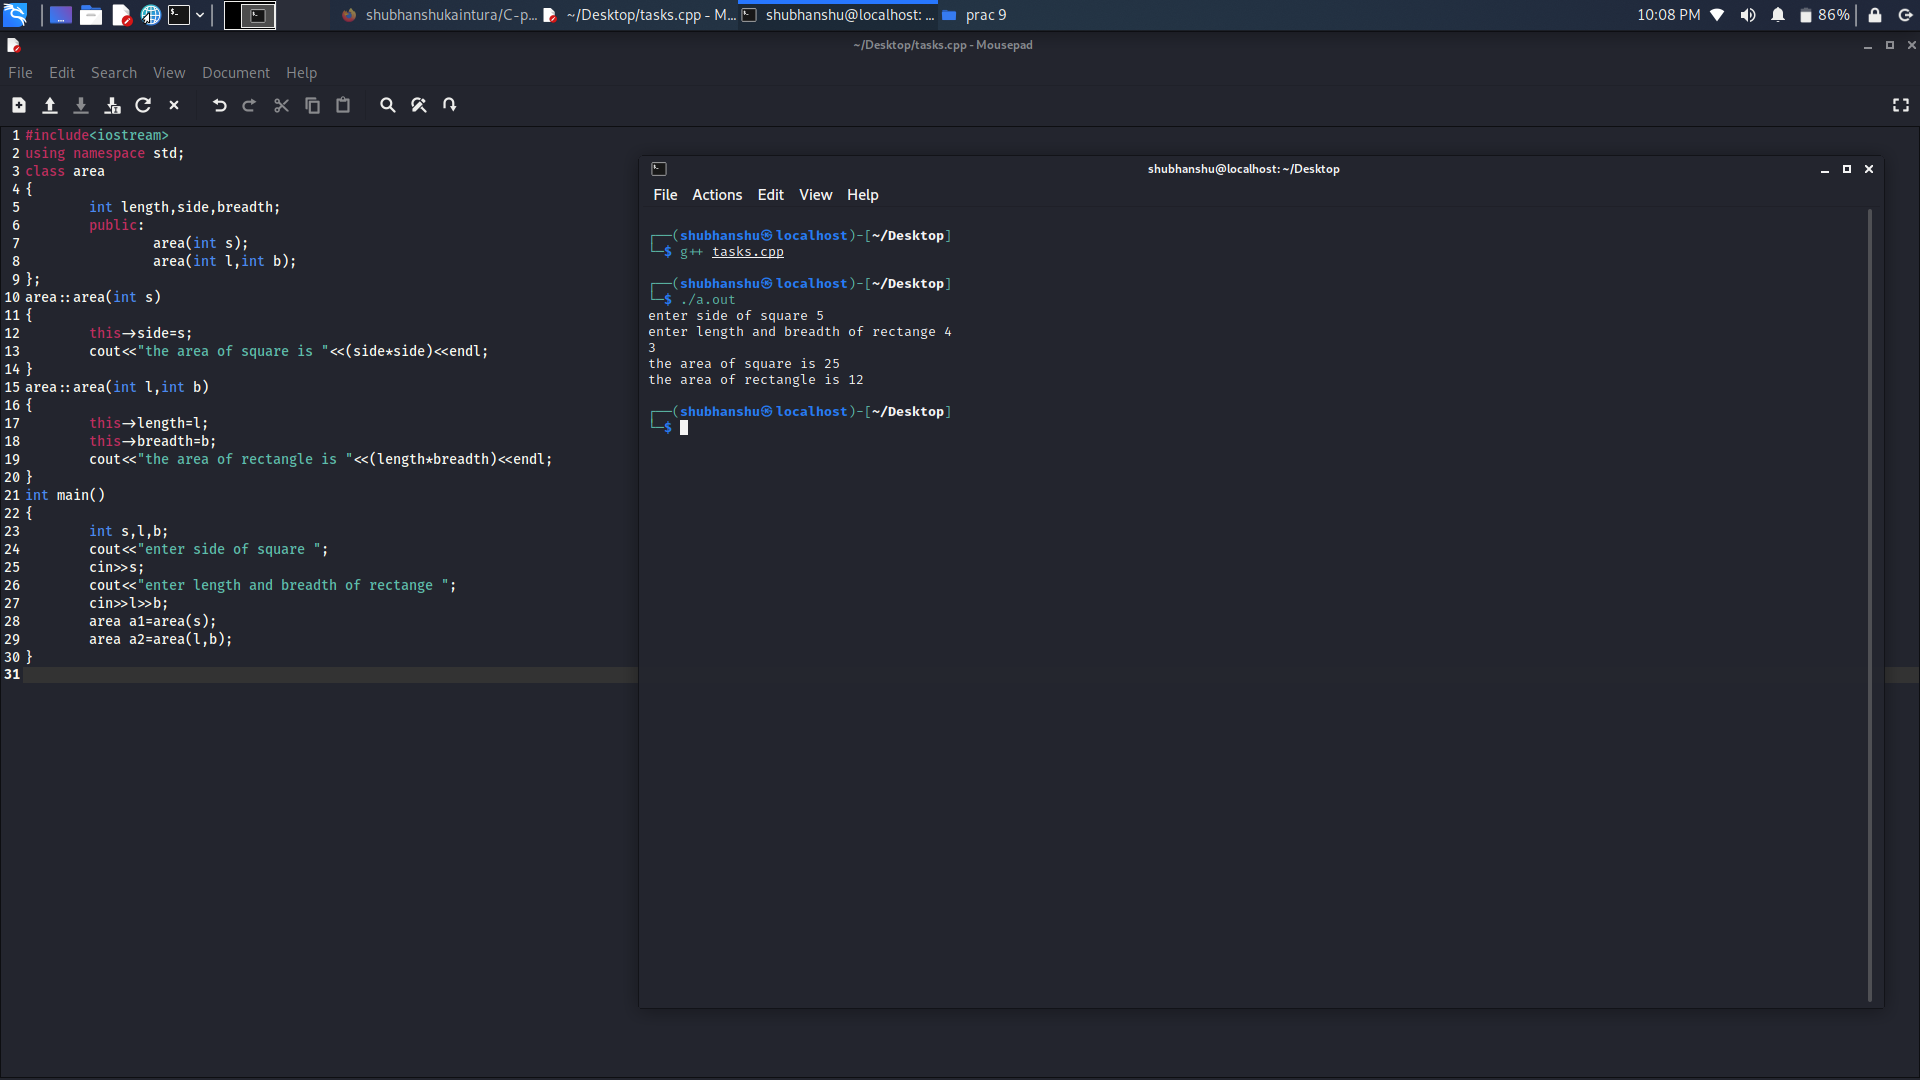 shubhanshukaintura/C-p...
~/Desktop/tasks.cpp - M...
shubhanshu@localhost: ...
prac 9
10:08 PM
86%
~/Desktop/tasks.cpp - Mousepad
File Edit Search View Document Help
1 #include<iostream>
2 using namespace std;
3 class area
4 {
5 int length,side,breadth;
6 public:
7 area(int s);
8 area(int l,int b);
9 };
10 area::area(int s)
11 {
12 this->side=s;
13 cout<<"the area of square is "<<(side*side)<<endl;
14 }
15 area::area(int l,int b)
16 {
17 this->length=l;
18 this->breadth=b;
19 cout<<"the area of rectangle is "<<(length*breadth)<<endl;
20 }
21 int main()
22 {
23 int s,l,b;
24 cout<<"enter side of square ";
25 cin>>s;
26 cout<<"enter length and breadth of rectange ";
27 cin>>l>>b;
28 area a1=area(s);
29 area a2=area(l,b);
30 }
31
shubhanshu@localhost: ~/Desktop
File Actions Edit View Help
┌──(shubhanshu㉿localhost)-[~/Desktop]
└─$ g++ tasks.cpp
┌──(shubhanshu㉿localhost)-[~/Desktop]
└─$ ./a.out
enter side of square 5
enter length and breadth of rectange 4
3
the area of square is 25
the area of rectangle is 12
┌──(shubhanshu㉿localhost)-[~/Desktop]
└─$